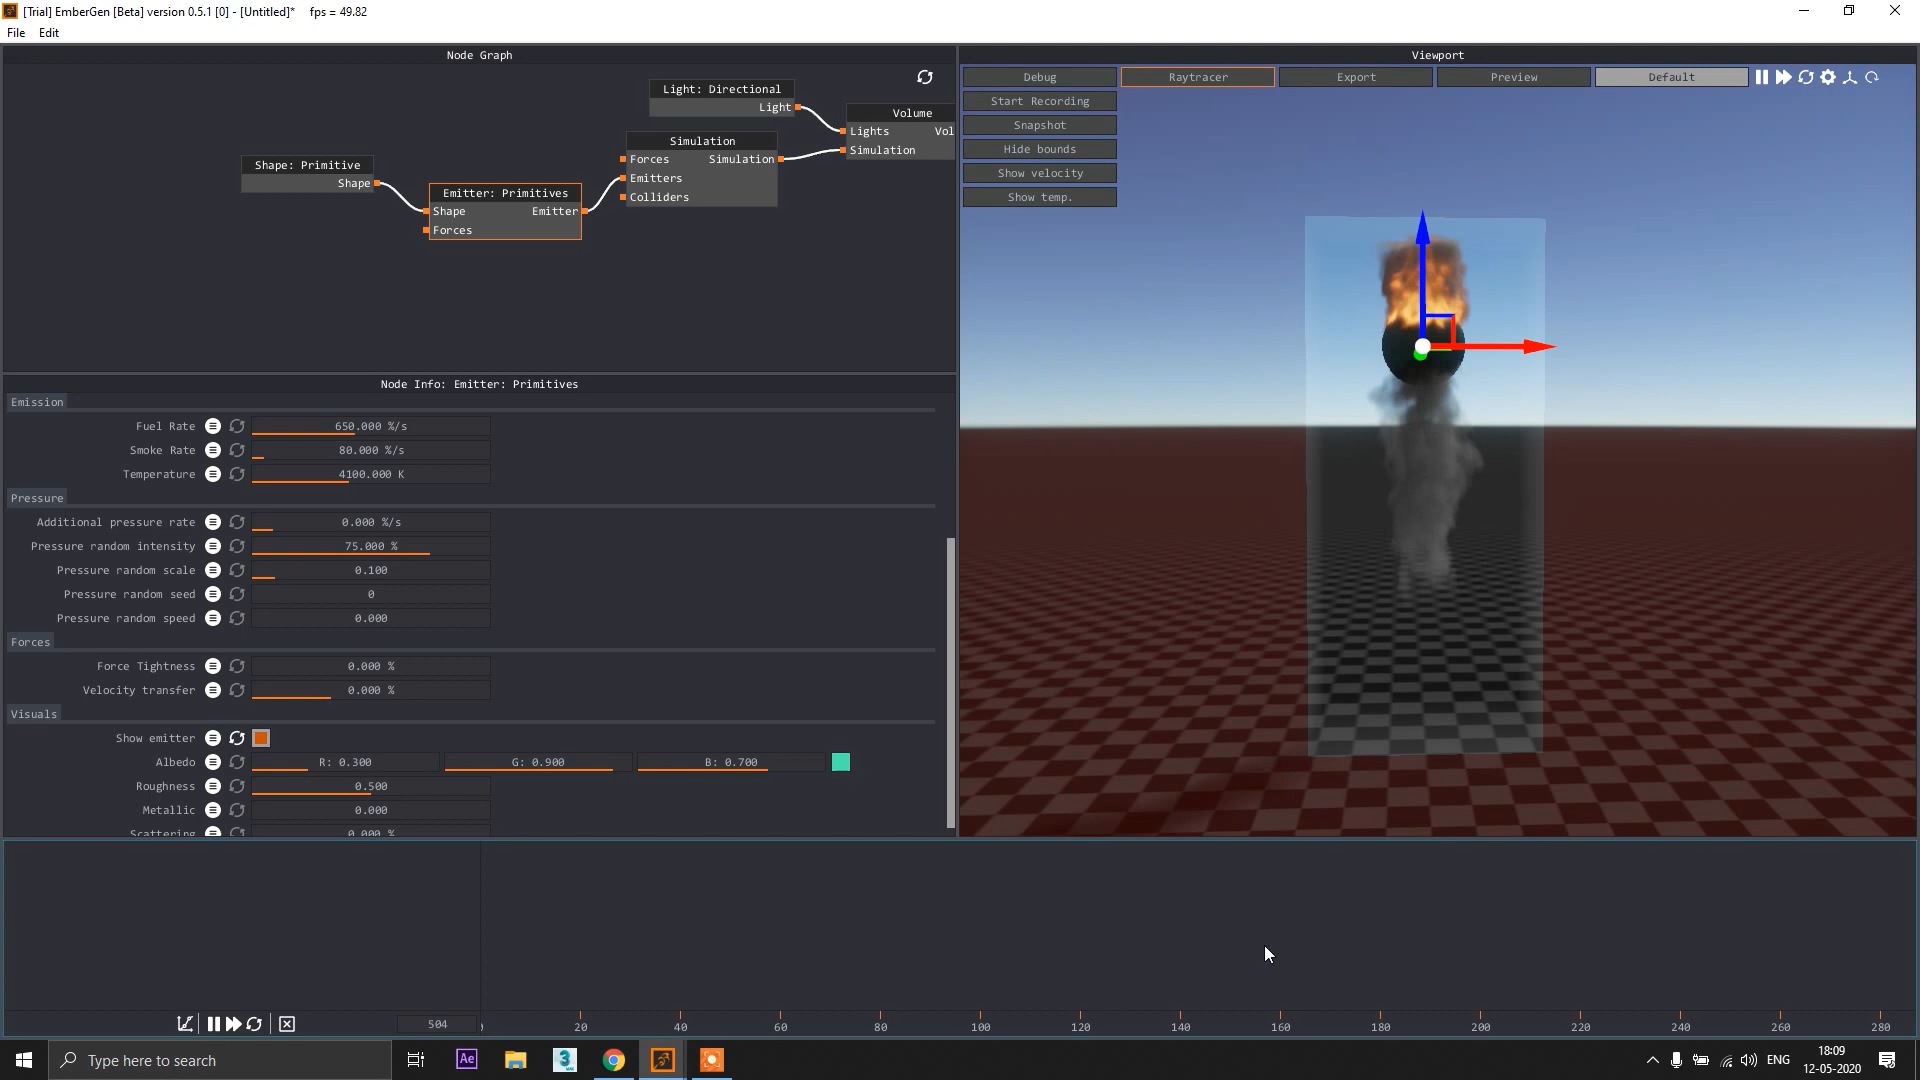 [Trial] EmberGen [Beta] version 0.5.1 [0] - [Untitled]* fps = 49.82
File Edit
Node Graph
Viewport
Light: Directional
Light
Volume
Lights Vol
Simulation
Simulation
Forces Simulation
Emitters
Colliders
Shape: Primitive
Shape
Emitter: Primitives
Shape Emitter
Forces
Debug Raytracer Export Preview Default
Start Recording
Snapshot
Hide bounds
Show velocity
Show temp.
Node Info: Emitter: Primitives
Emission
Fuel Rate 650.000 %/s
Smoke Rate 80.000 %/s
Temperature 4100.000 K
Pressure
Additional pressure rate 0.000 %/s
Pressure random intensity 75.000 %
Pressure random scale 0.100
Pressure random seed 0
Pressure random speed 0.000
Forces
Force Tightness 0.000 %
Velocity transfer 0.000 %
Visuals
Show emitter
Albedo R: 0.300 G: 0.900 B: 0.700
Roughness 0.500
Metallic 0.000
Scattering 0.000 %
504 20 40 60 80 100 120 140 160 180 200 220 240 260 280
Type here to search
Ae
3
ENG
18:09
12-05-2020